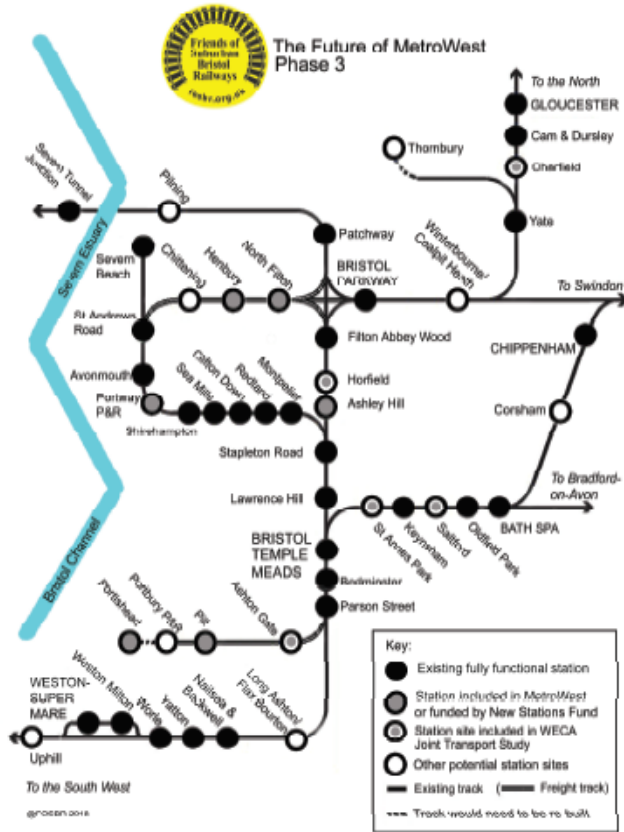 Friends of
Bristol
Railways
The Future of MetroWest
Phase 3
To the North
GLOUCESTER
Cam & Dursley
Charfield
Thornbury
Yate
Severn Tunnel
Junction
Pilning
Patchway
Winterbourne/
Coalpit Heath
BRISTOL
PARKWAY
To Swindon
Severn Estuary
Severn
Beach
Chittening
Henbury
North Filton
St Andrews
Road
Filton Abbey Wood
CHIPPENHAM
Avonmouth
Portway
P&R
Shirehampton
Sea Mills
Clifton Down
Redland
Montpelier
Horfield
Ashley Hill
Corsham
Stapleton Road
Lawrence Hill
To Bradford-
on-Avon
BATH SPA
St Annes Park
Keynsham
Saltford
Oldfield Park
BRISTOL
TEMPLE
MEADS
Bristol Channel
Bedminster
Parson Street
Portishead
Portbury P&R
Pill
Ashton Gate
WESTON-
SUPER
MARE
Weston Milton
Worle
Yatton
Nailsea &
Backwell
Long Ashton/
Flax Bourton
Uphill
To the South West
Key:
Existing fully functional station
Station included in MetroWest
or funded by New Stations Fund
Station site included in WECA
Joint Transport Study
Other potential station sites
Existing track ( Freight track)
Track would need to be re-built